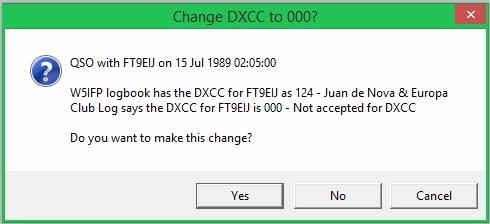 Change DXCC to 000?
QSO with FT9EIJ on 15 Jul 1989 02:05:00
W5IFP logbook has the DXCC for FT9EIJ as 124 - Juan de Nova & Europa
Club Log says the DXCC for FT9EIJ is 000 - Not accepted for DXCC
Do you want to make this change?
Yes No Cancel